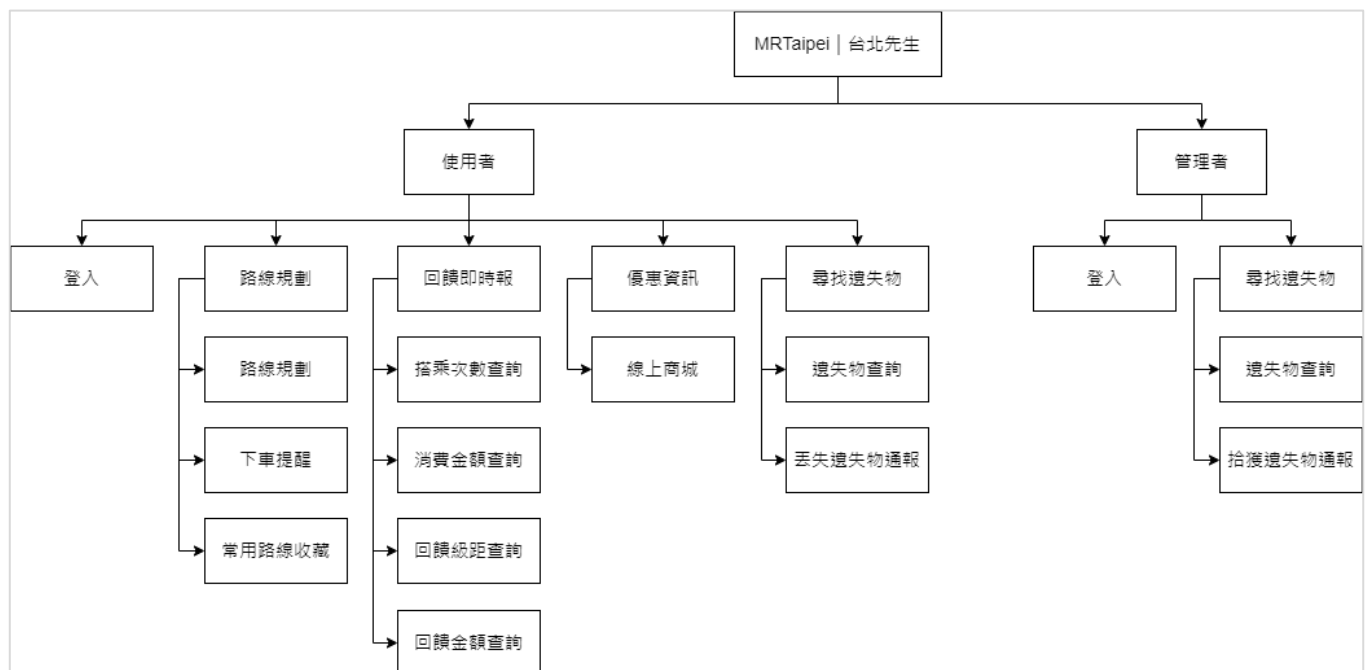 MRTaipei｜台北先生
使用者
管理者
登入
路線規劃
回饋即時報
優惠資訊
尋找遺失物
登入
尋找遺失物
路線規劃
搭乘次數查詢
線上商城
遺失物查詢
遺失物查詢
下車提醒
消費金額查詢
丟失遺失物通報
拾獲遺失物通報
常用路線收藏
回饋級距查詢
回饋金額查詢